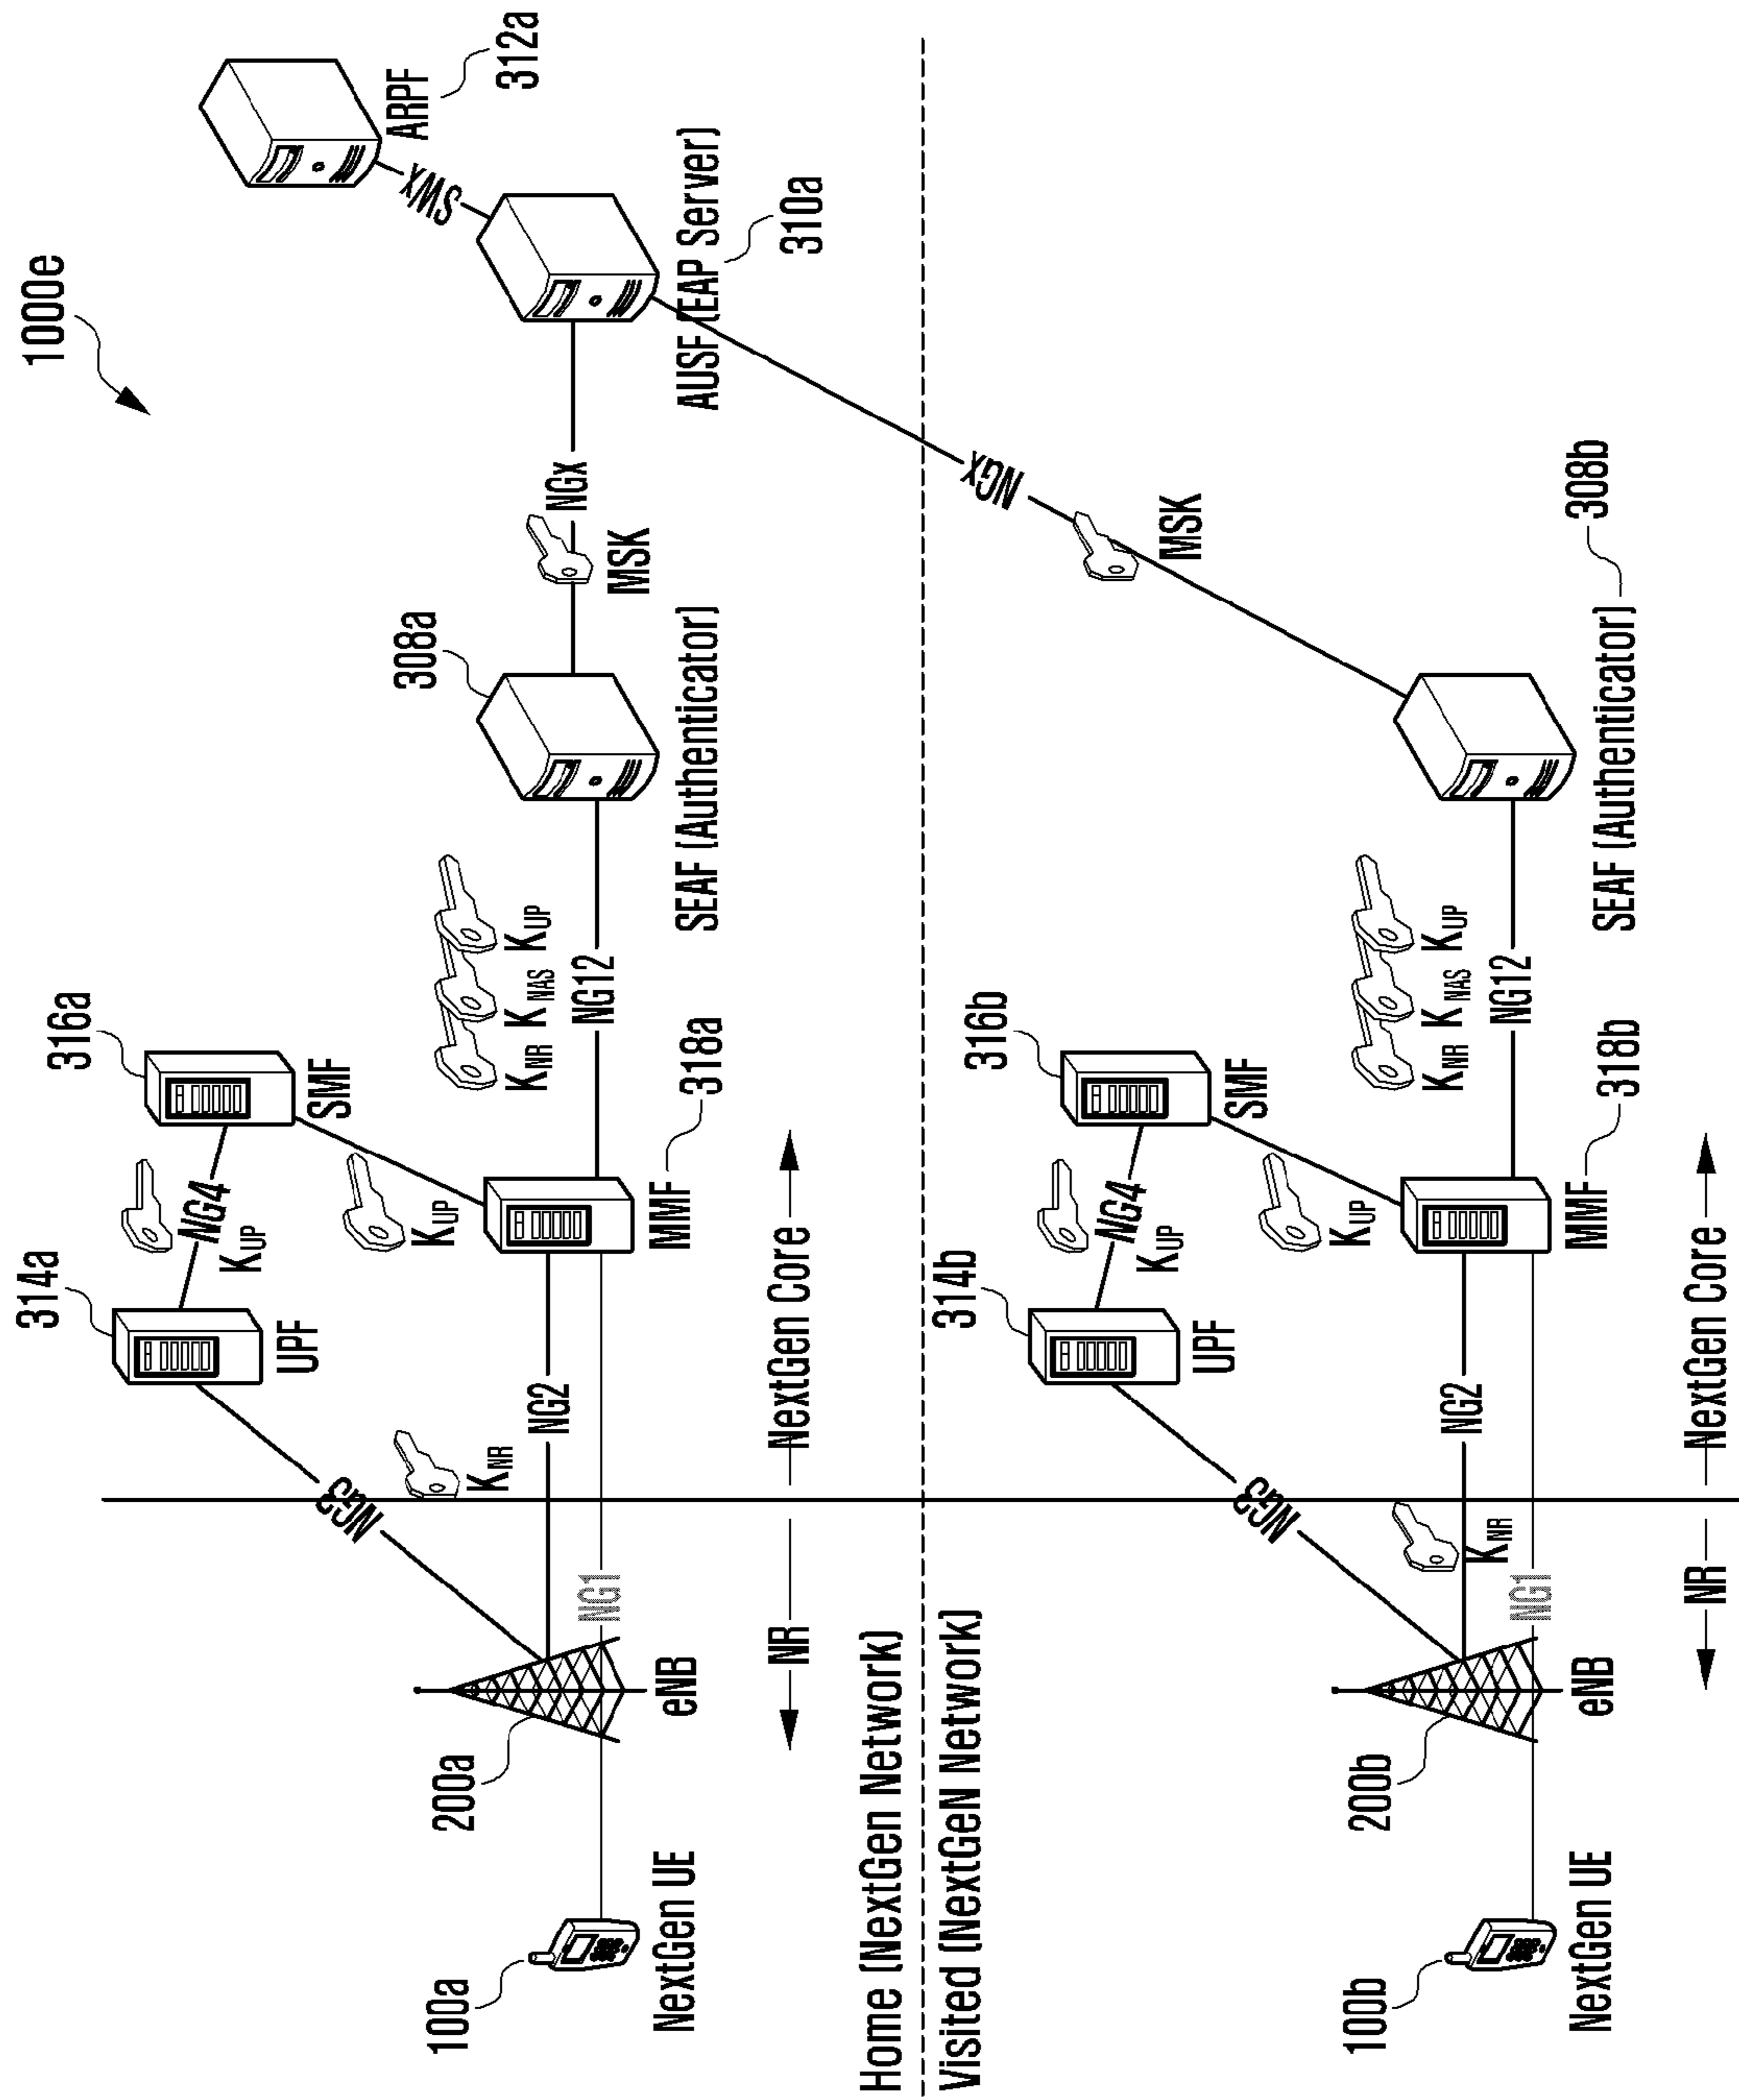 1000e
314a
316a
NG4
K_UP
UPF
SMF
308a
ARPF
312a
SWx
NG3
K_NR
K_UP
K_NR K_NAS K_UP
NG12
NGx
MSK
AUSF (EAP Server)
310a
100a
200a
NG2
NG1
NextGen UE
eNB
MMF
318a
SEAF (Authenticator)
NR
NextGen Core
Home (NextGen Network)
Visited (NextGeN Network)
314b
316b
NG4
K_UP
UPF
SMF
NGx
MSK
NG3
K_NR
K_UP
K_NR K_NAS K_UP
NG12
100b
200b
NG2
NG1
NextGen UE
eNB
MMF
318b
SEAF (Authenticator)
308b
NR
NextGen Core